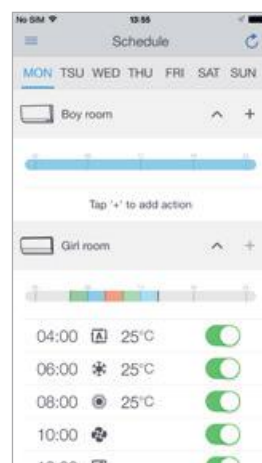 No SIM 13:55
Schedule
MON TSU WED THU FRI SAT SUN
Boy room +
Tap '+' to add action
Girl room +
04:00 A 25°C
06:00 25°C
08:00 25°C
10:00